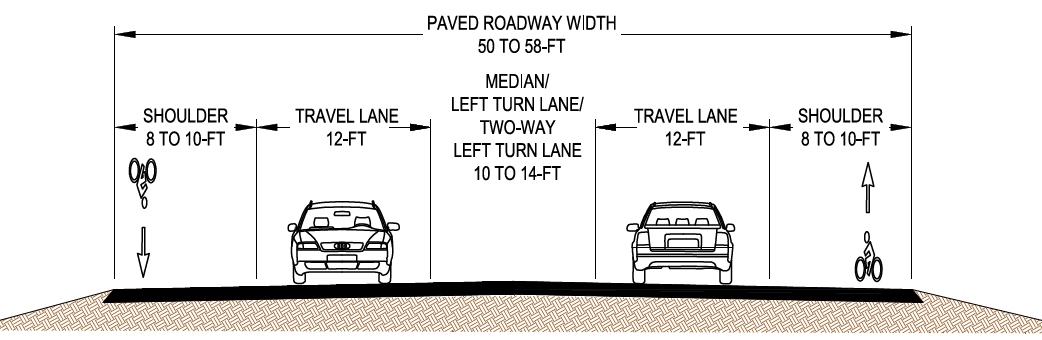 PAVED ROADWAY WIDTH
50 TO 58-FT
SHOULDER
8 TO 10-FT
TRAVEL LANE
12-FT
MEDIAN/
LEFT TURN LANE/
TWO-WAY
LEFT TURN LANE
10 TO 14-FT
TRAVEL LANE
12-FT
SHOULDER
8 TO 10-FT